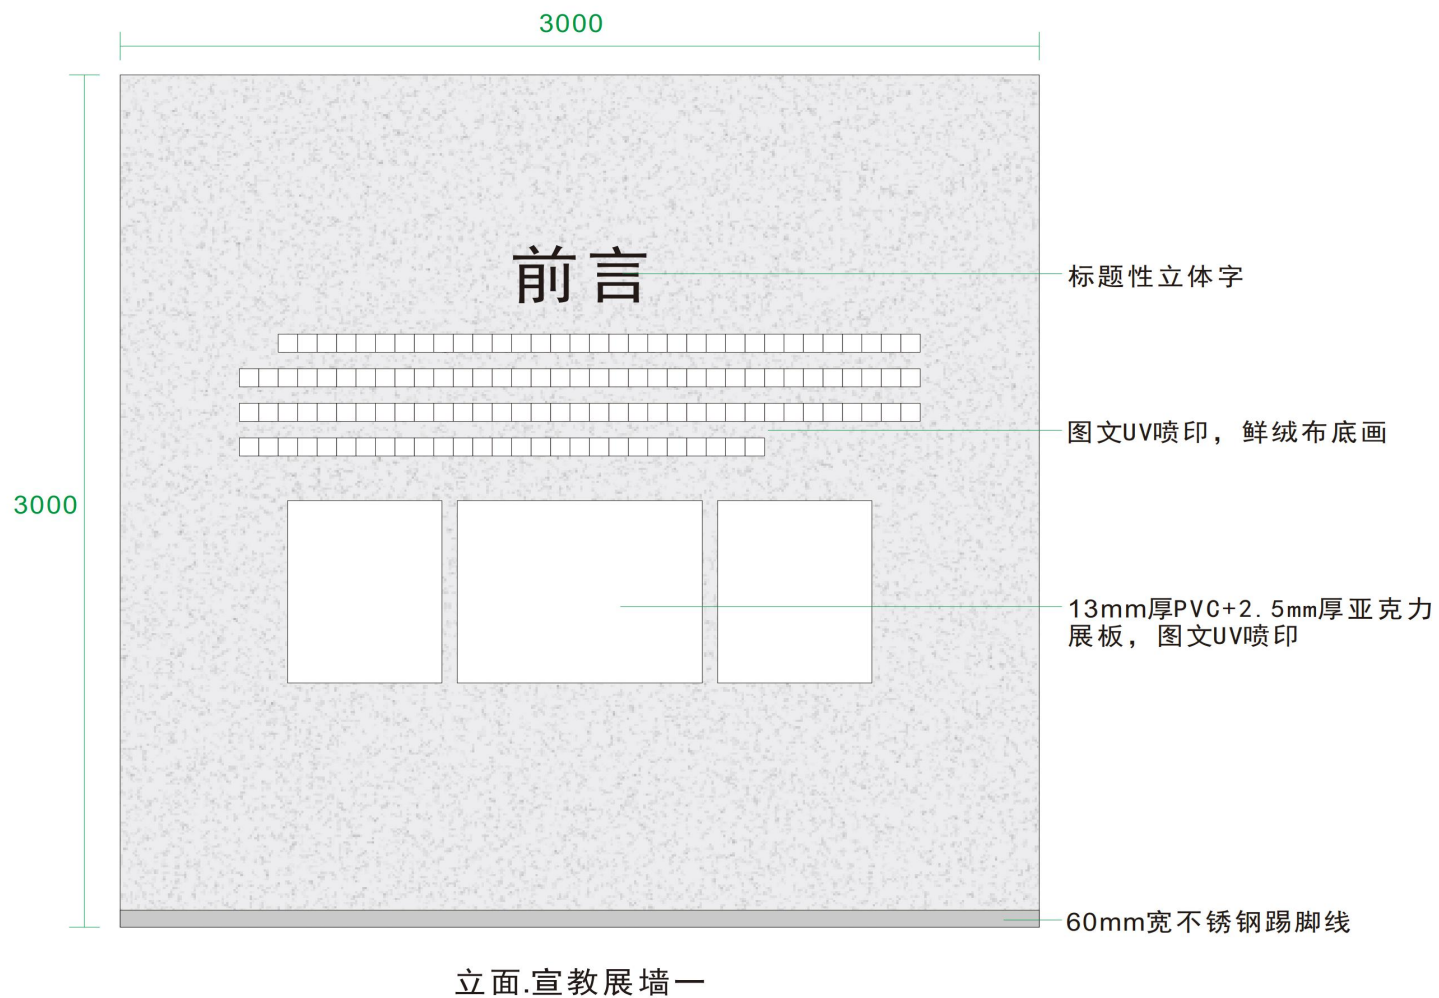 3000
前言
标题性立体字
图文UV喷印，鲜绒布底画
3000
13mm厚PVC+2.5mm厚亚克力
展板，图文UV喷印
60mm宽不锈钢踢脚线
立面.宣教展墙一